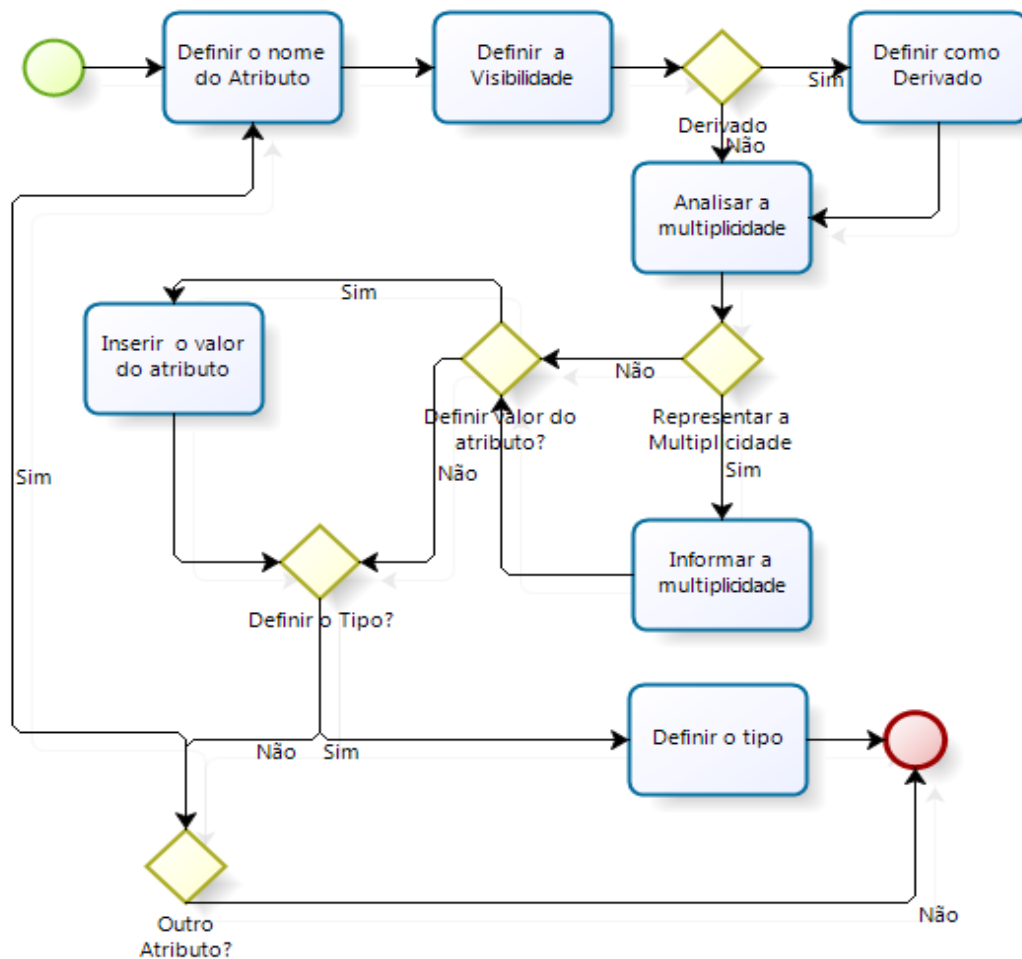 Definir o nome
do Atributo
Definir a
Visibilidade
Definir como
Derivado
Sim
Derivado
Não
Analisar a
multiplicidade
Sim
Inserir o valor
do atributo
Não
Definir valor do
atributo?
Representar a
Multiplicidade
Não
Sim
Sim
Informar a
multiplicidade
Definir o Tipo?
Não
Sim
Definir o tipo
Outro
Atributo?
Não